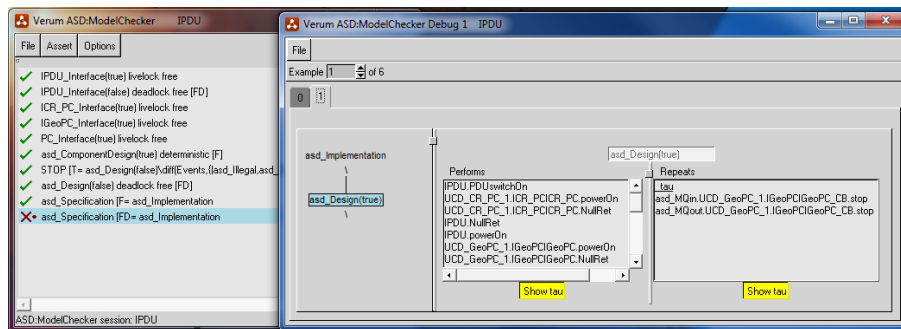 Verum ASD:ModelChecker IPDU
File Assert Options
IPDU_Interface(true) livelock free
IPDU_Interface(false) deadlock free [FD]
ICR_PC_Interface(true) livelock free
IGeoPC_Interface(true) livelock free
PC_Interface(true) livelock free
asd_ComponentDesign(true) deterministic [F]
STOP [T= asd_Design(false)\diff(Events,{|asd_Illegal,asd_
asd_Design(false) deadlock free [FD]
asd_Specification [F= asd_Implementation
asd_Specification [FD= asd_Implementation
ASD:ModelChecker session: IPDU
Verum ASD:ModelChecker Debug 1 IPDU
File
Example 1 of 6
0 1
asd_Implementation
asd_Design(true)
asd_Design(true)
Performs
IPDU.PDUswitchOn
UCD_CR_PC_1.ICR_PCICR_PC.powerOn
UCD_CR_PC_1.ICR_PCICR_PC.NullRet
IPDU.NullRet
IPDU.powerOn
UCD_GeoPC_1.IGeoPCIGeoPC.powerOn
UCD_GeoPC_1.IGeoPCIGeoPC.NullRet
Show tau
Repeats
_tau
asd_MQin.UCD_GeoPC_1.IGeoPCIGeoPC_CB.stop
asd_MQout.UCD_GeoPC_1.IGeoPCIGeoPC_CB.stop
Show tau